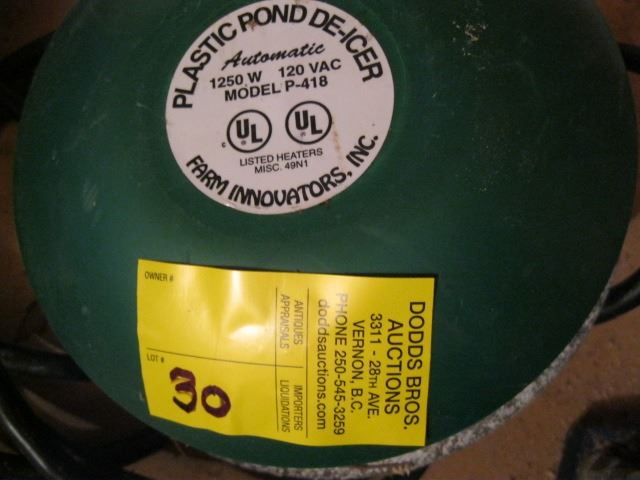 PLASTIC POND DE-ICER
Automatic
1250 W 120 VAC
MODEL P-418
c UL UL
LISTED HEATERS
MISC. 49N1
FARM INNOVATORS, INC.
OWNER #
LOT #
30
ANTIQUES
APPRAISALS
IMPORTERS
LIQUIDATIONS
DODDS BROS.
AUCTIONS
3311 - 28TH AVE.
VERNON, B.C.
PHONE 250-545-3259
doddsauctions.com